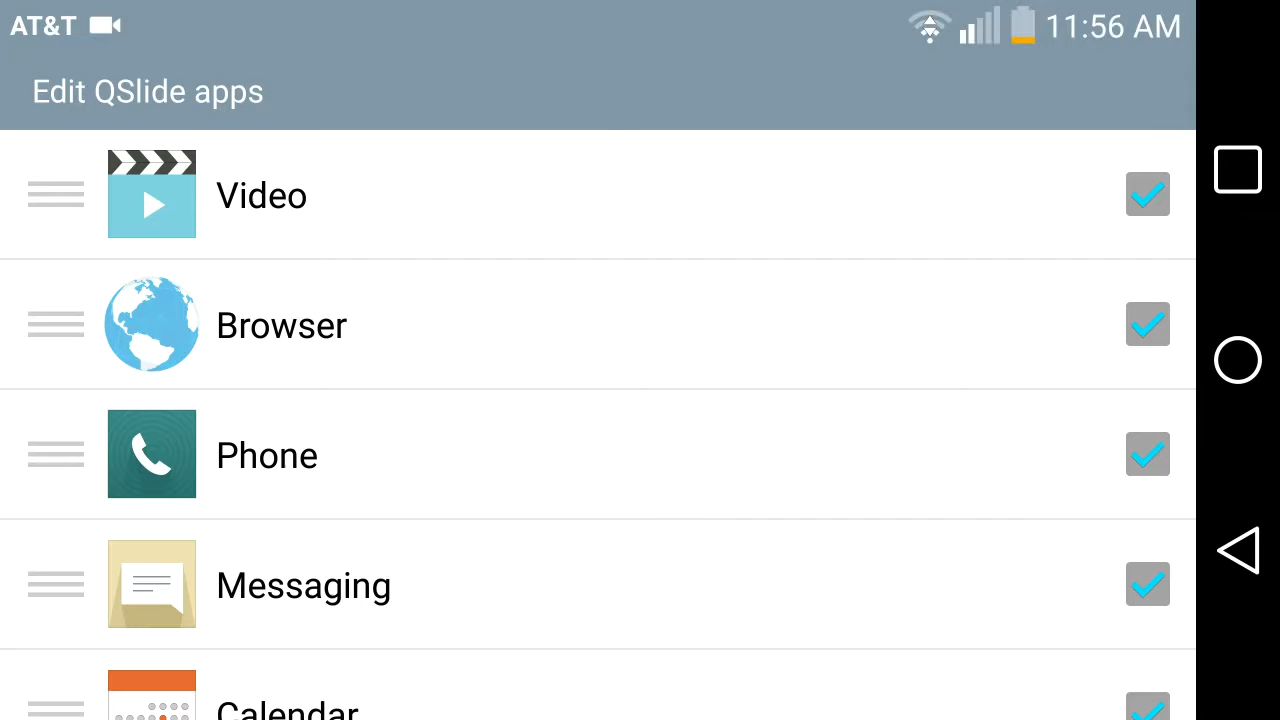 AT&T
11:56 AM
Edit QSlide apps
Video
Browser
Phone
Messaging
Calendar